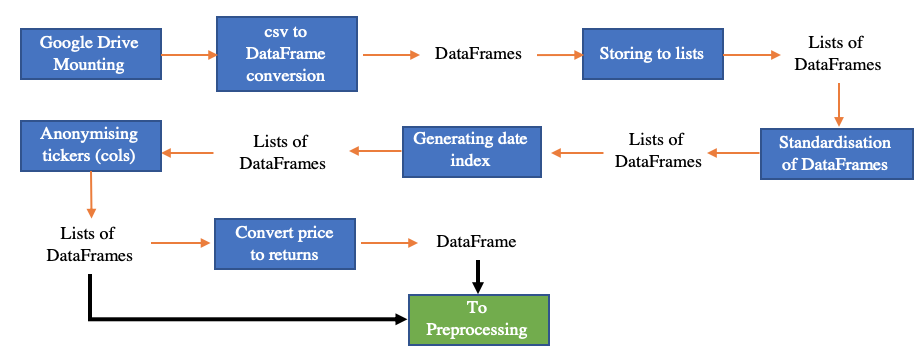 Google Drive
Mounting
csv to
DataFrame
conversion
DataFrames
Storing to lists
Lists of
DataFrames
Standardisation
of DataFrames
Lists of
DataFrames
Generating date
index
Lists of
DataFrames
Anonymising
tickers (cols)
Lists of
DataFrames
Convert price
to returns
DataFrame
To
Preprocessing